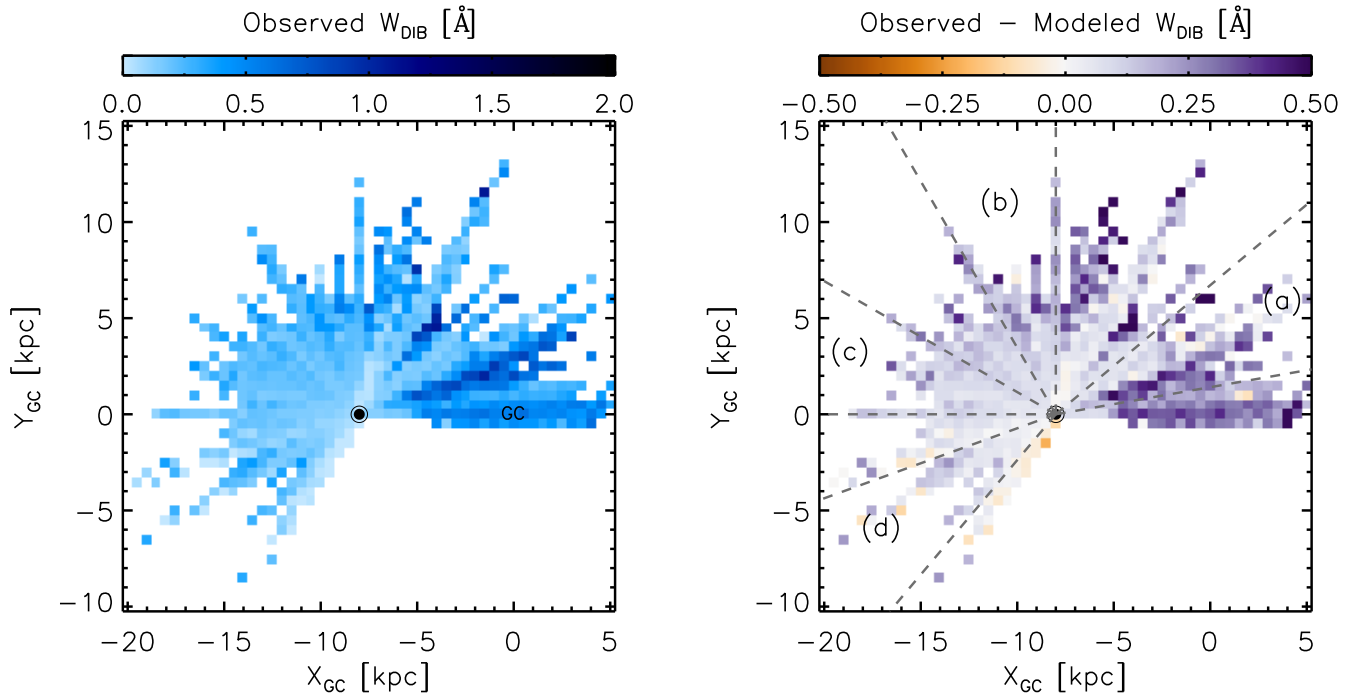 Observed W_DIB [Å]
0.0 0.5 1.0 1.5 2.0
15
10
5
0
−5
−10
Y_GC [kpc]
GC
−20 −15 −10 −5 0 5
X_GC [kpc]
Observed − Modeled W_DIB [Å]
−0.50 −0.25 0.00 0.25 0.50
15
10
5
0
−5
−10
Y_GC [kpc]
(b)
(a)
(c)
(d)
−20 −15 −10 −5 0 5
X_GC [kpc]